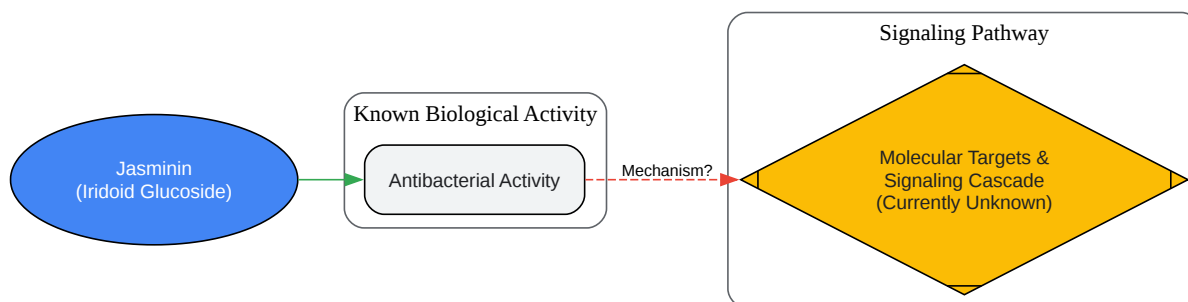 Jasminin
(Iridoid Glucoside)
Known Biological Activity
Antibacterial Activity
Mechanism?
Signaling Pathway
Molecular Targets &
Signaling Cascade
(Currently Unknown)